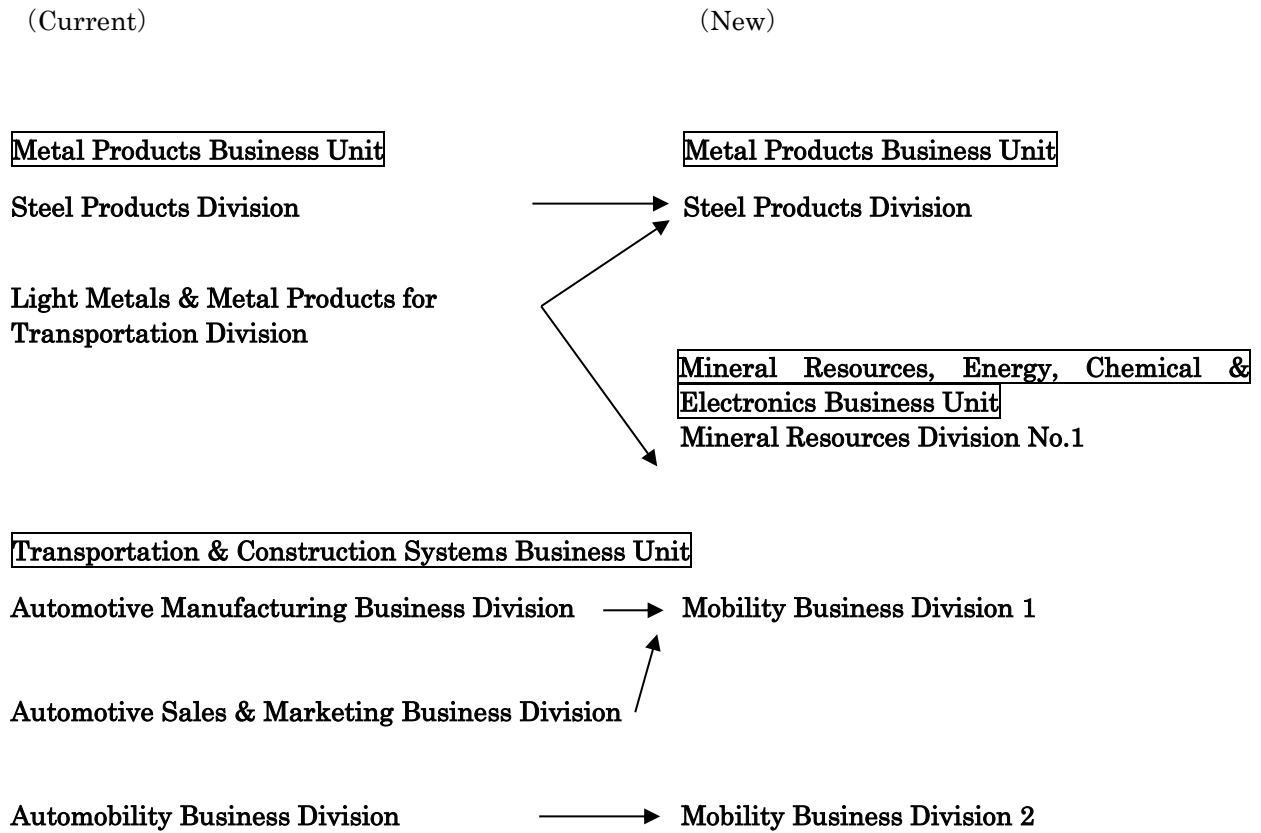 （Current） （New）
Metal Products Business Unit Metal Products Business Unit
Steel Products Division Steel Products Division
Light Metals & Metal Products for
Transportation Division
Mineral Resources, Energy, Chemical &
Electronics Business Unit
Mineral Resources Division No.1
Transportation & Construction Systems Business Unit
Automotive Manufacturing Business Division Mobility Business Division 1
Automotive Sales & Marketing Business Division
Automobility Business Division Mobility Business Division 2